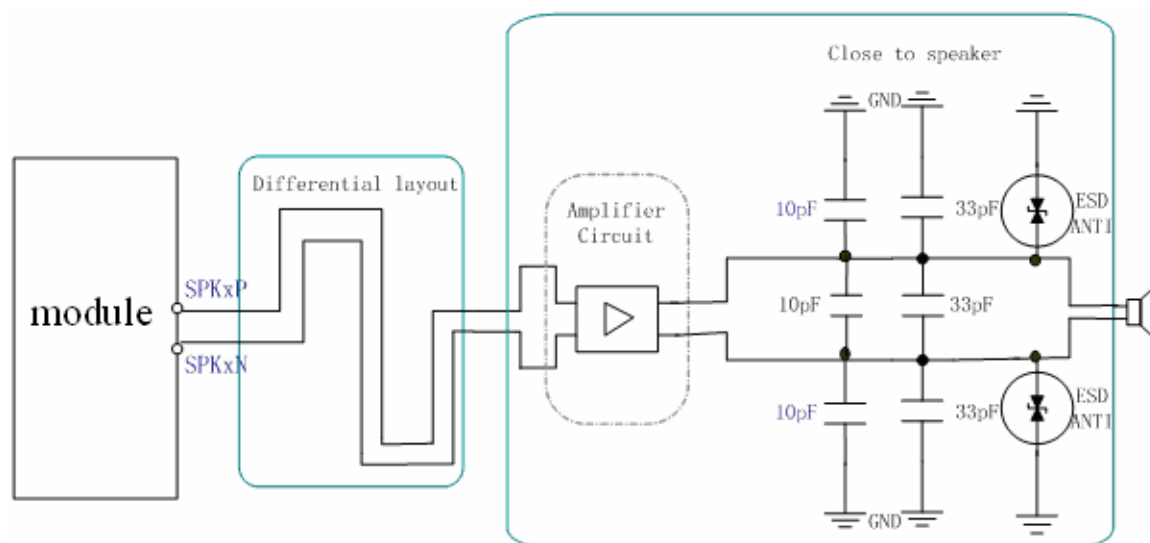 Close to speaker
GND
Differential layout
Amplifier
Circuit
10pF
33pF
ESD
ANTI
module
SPKxP
SPKxN
10pF
33pF
10pF
33pF
ESD
ANTI
GND